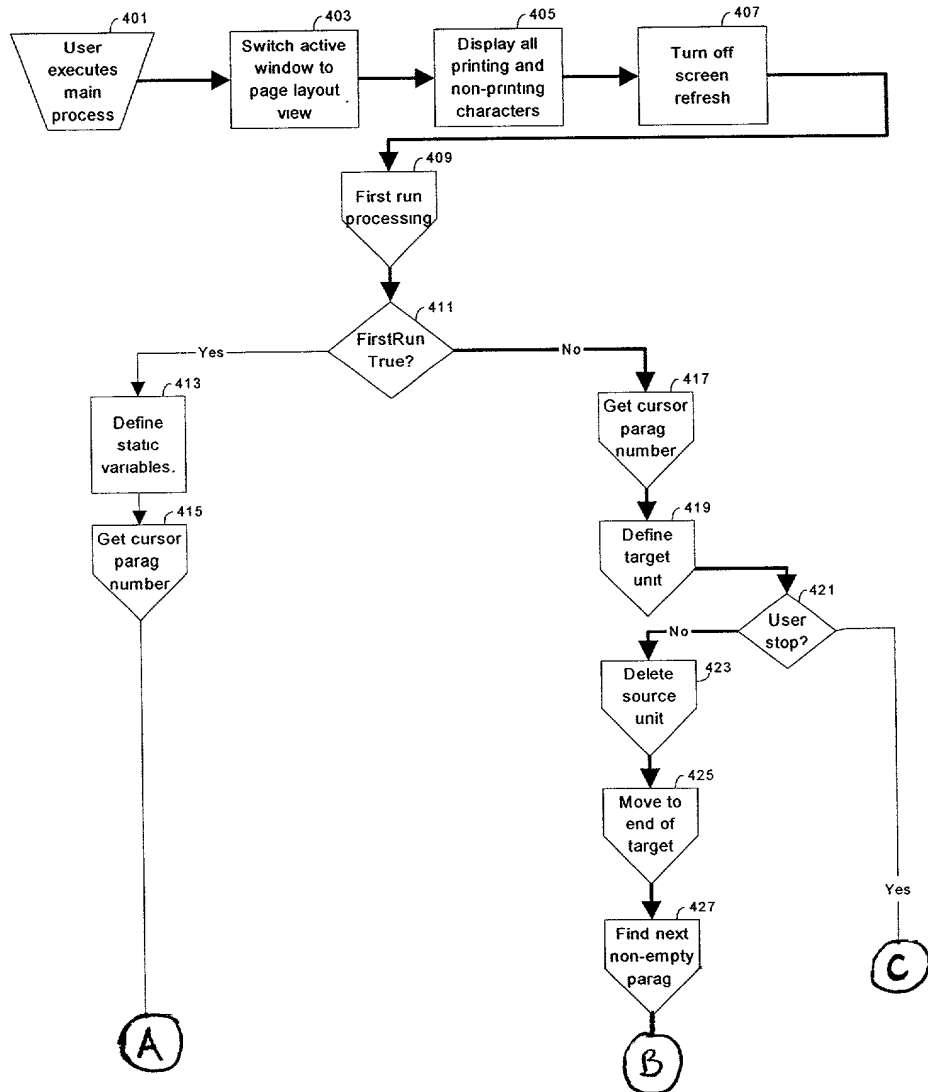 401
User
executes
main
process
403
Switch active
window to
page layout
view
405
Display all
printing and
non-printing
characters
407
Turn off
screen
refresh
409
First run
processing
411
FirstRun
True?
Yes
No
413
Define
static
variables.
415
Get cursor
parag
number
417
Get cursor
parag
number
419
Define
target
unit
421
User
stop?
No
423
Delete
source
unit
425
Move to
end of
target
427
Find next
non-empty
parag
Yes
A
B
C